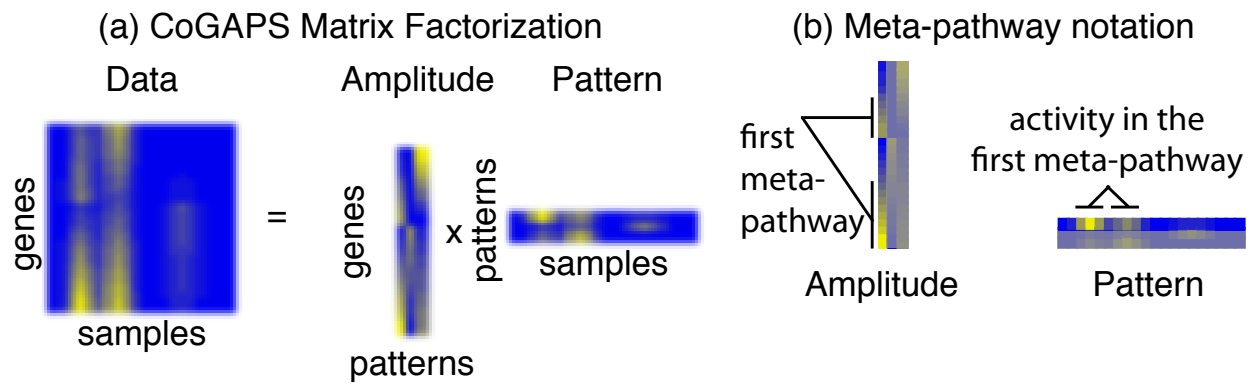 (a) CoGAPS Matrix Factorization
Data
Amplitude
Pattern
genes
samples
=
genes
patterns
x
patterns
samples
(b) Meta-pathway notation
first
meta-
pathway
Amplitude
activity in the
first meta-pathway
Pattern